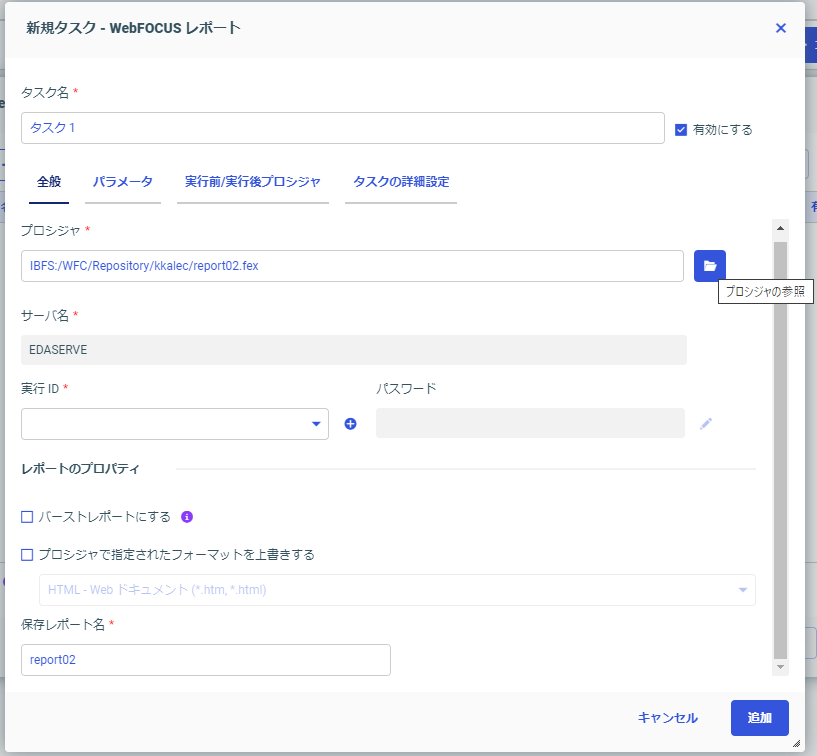 新規タスク - WebFOCUS レポート
タスク名 *
タスク 1
有効にする
全般 パラメータ 実行前/実行後プロシジャ タスクの詳細設定
プロシジャ *
IBFS:/WFC/Repository/kkalec/report02.fex
プロシジャの参照
サーバ名 *
EDASERVE
実行 ID * パスワード
レポートのプロパティ
バーストレポートにする
プロシジャで指定されたフォーマットを上書きする
HTML - Web ドキュメント (*.htm, *.html)
保存レポート名 *
report02
キャンセル 追加